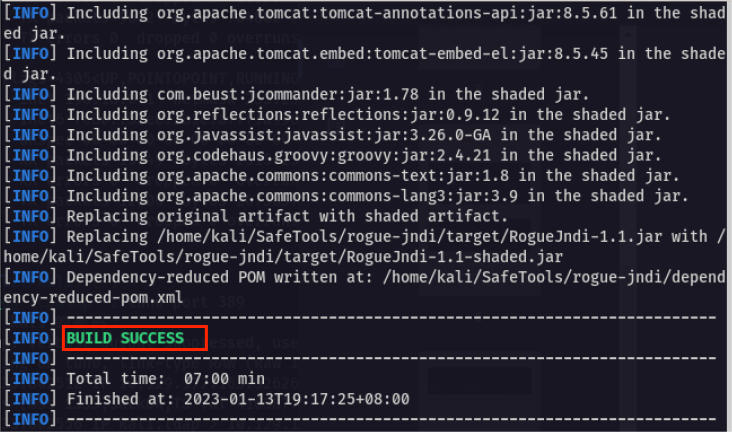 [INFO] Including org.apache.tomcat:tomcat-annotations-api:jar:8.5.61 in the shad
ed jar.
[INFO] Including org.apache.tomcat.embed:tomcat-embed-el:jar:8.5.45 in the shade
d jar.
[INFO] Including com.beust:jcommander:jar:1.78 in the shaded jar.
[INFO] Including org.reflections:reflections:jar:0.9.12 in the shaded jar.
[INFO] Including org.javassist:javassist:jar:3.26.0-GA in the shaded jar.
[INFO] Including org.codehaus.groovy:groovy:jar:2.4.21 in the shaded jar.
[INFO] Including org.apache.commons:commons-text:jar:1.8 in the shaded jar.
[INFO] Including org.apache.commons:commons-lang3:jar:3.9 in the shaded jar.
[INFO] Replacing original artifact with shaded artifact.
[INFO] Replacing /home/kali/SafeTools/rogue-jndi/target/RogueJndi-1.1.jar with /
home/kali/SafeTools/rogue-jndi/target/RogueJndi-1.1-shaded.jar
[INFO] Dependency-reduced POM written at: /home/kali/SafeTools/rogue-jndi/depend
ency-reduced-pom.xml
[INFO] ------------------------------------------------------------------------
[INFO] BUILD SUCCESS
[INFO] ------------------------------------------------------------------------
[INFO] Total time:  07:00 min
[INFO] Finished at: 2023-01-13T19:17:25+08:00
[INFO] ------------------------------------------------------------------------